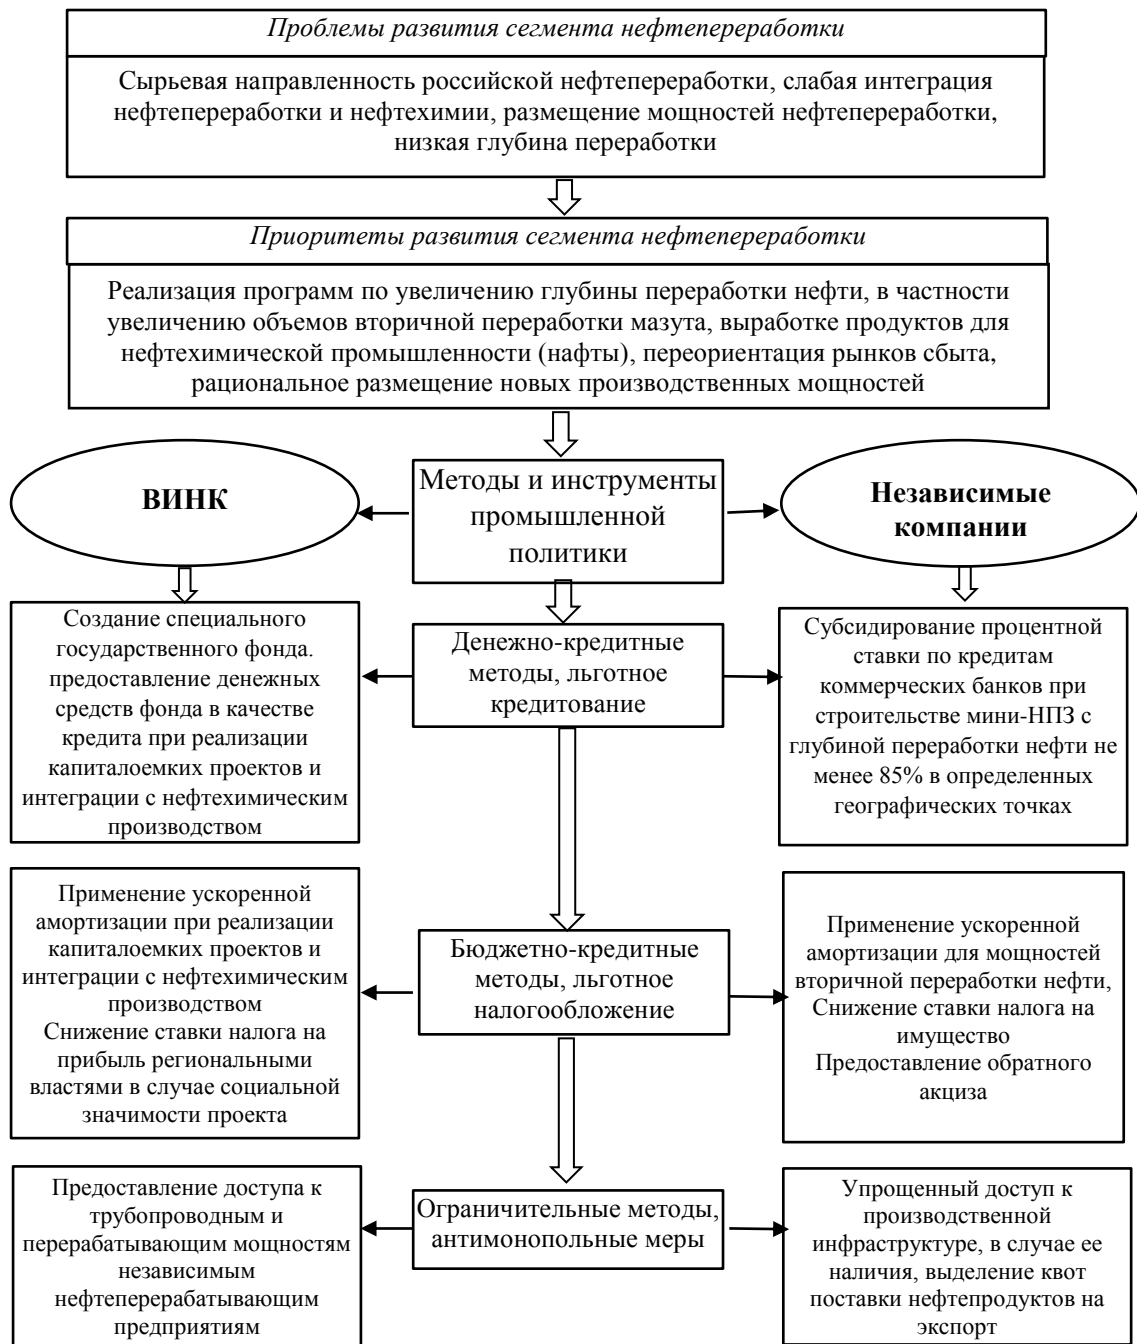 Проблемы развития сегмента нефтепереработки
Сырьевая направленность российской нефтепереработки, слабая интеграция
нефтепереработки и нефтехимии, размещение мощностей нефтепереработки,
низкая глубина переработки
Приоритеты развития сегмента нефтепереработки
Реализация программ по увеличению глубины переработки нефти, в частности
увеличению объемов вторичной переработки мазута, выработке продуктов для
нефтехимической промышленности (нафты), переориентация рынков сбыта,
рациональное размещение новых производственных мощностей
ВИНК
Методы и инструменты
промышленной
политики
Независимые
компании
Создание специального
государственного фонда.
предоставление денежных
средств фонда в качестве
кредита при реализации
капиталоемких проектов и
интеграции с нефтехимическим
производством
Денежно-кредитные
методы, льготное
кредитование
Субсидирование процентной
ставки по кредитам
коммерческих банков при
строительстве мини-НПЗ с
глубиной переработки нефти не
менее 85% в определенных
географических точках
Применение ускоренной
амортизации при реализации
капиталоемких проектов и
интеграции с нефтехимическим
производством
Снижение ставки налога на
прибыль региональными
властями в случае социальной
значимости проекта
Бюджетно-кредитные
методы, льготное
налогообложение
Применение ускоренной
амортизации для мощностей
вторичной переработки нефти,
Снижение ставки налога на
имущество
Предоставление обратного
акциза
Предоставление доступа к
трубопроводным и
перерабатывающим мощностям
независимым
нефтеперерабатывающим
предприятиям
Ограничительные методы,
антимонопольные меры
Упрощенный доступ к
производственной
инфраструктуре, в случае ее
наличия, выделение квот
поставки нефтепродуктов на
экспорт